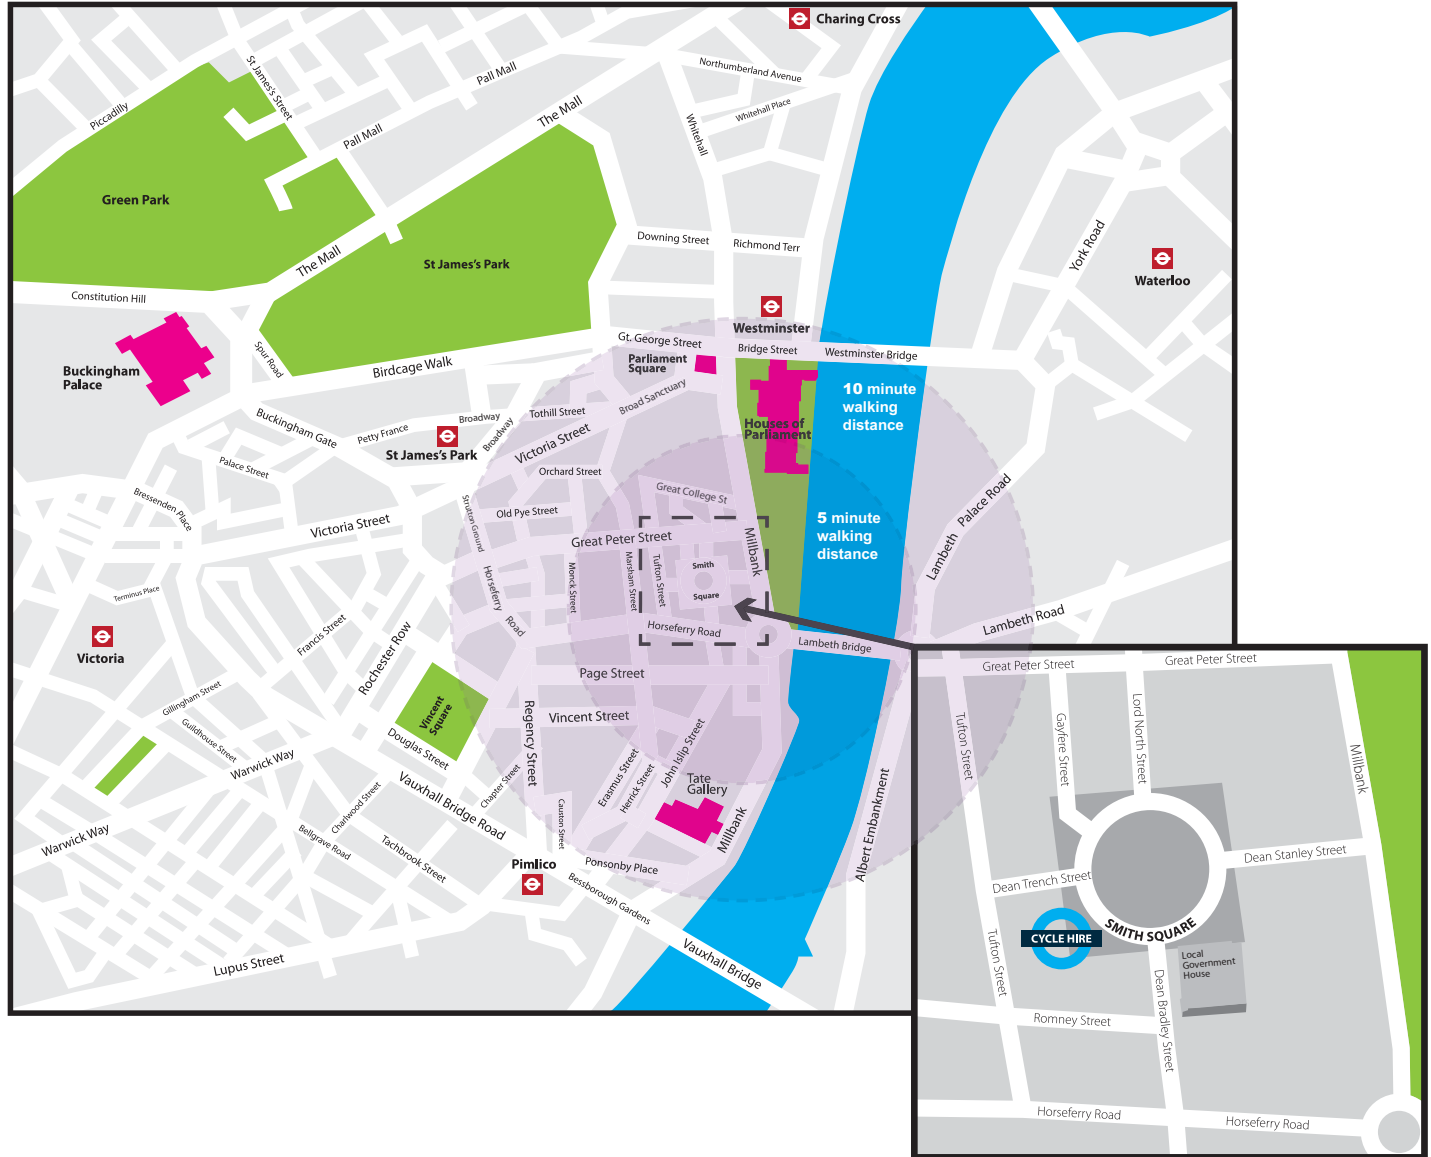 Charing Cross
St James's Street
Pall Mall
Northumberland Avenue
Piccadilly
The Mall
Whitehall Place
Whitehall
Pall Mall
Green Park
Downing Street
Richmond Terr
York Road
The Mall
St James's Park
Waterloo
Constitution Hill
Westminster
Gt. George Street
Bridge Street
Westminster Bridge
Spur Road
Parliament
Square
Birdcage Walk
Buckingham
Palace
10 minute
walking
distance
Broad Sanctuary
Tothill Street
Broadway
Buckingham Gate
Petty France
Broadway
Houses of
Parliament
Victoria Street
St James's Park
Palace Street
Orchard Street
Great College St
Bressenden Place
Strutton Ground
Old Pye Street
Palace Road
Victoria Street
5 minute
walking
distance
Great Peter Street
Millbank
Lambeth
Smith
Square
Marsham Street
Tufton Street
Monck Street
Horseferry
Road
Terminus Place
Francis Street
Horseferry Road
Lambeth Road
Lambeth Bridge
Victoria
Rochester Row
Page Street
Gillingham Street
Vincent
Square
Vincent Street
Regency Street
Guildhouse Street
Douglas Street
John Islip Street
Warwick Way
Erasmus Street
Herrick Street
Chapter Street
Tate
Gallery
Vauxhall Bridge Road
Charlwood Street
Causton Street
Millbank
Albert Embankment
Warwick Way
Bellgrave Road
Tachbrook Street
Pimlico
Ponsonby Place
Bessborough Gardens
Lupus Street
Vauxhall Bridge
Great Peter Street
Great Peter Street
Lord North Street
Gayfere Street
Tufton Street
Millbank
Dean Stanley Street
Dean Trench Street
SMITH SQUARE
CYCLE HIRE
Tufton Street
Local
Government
House
Dean Bradley Street
Romney Street
Horseferry Road
Horseferry Road